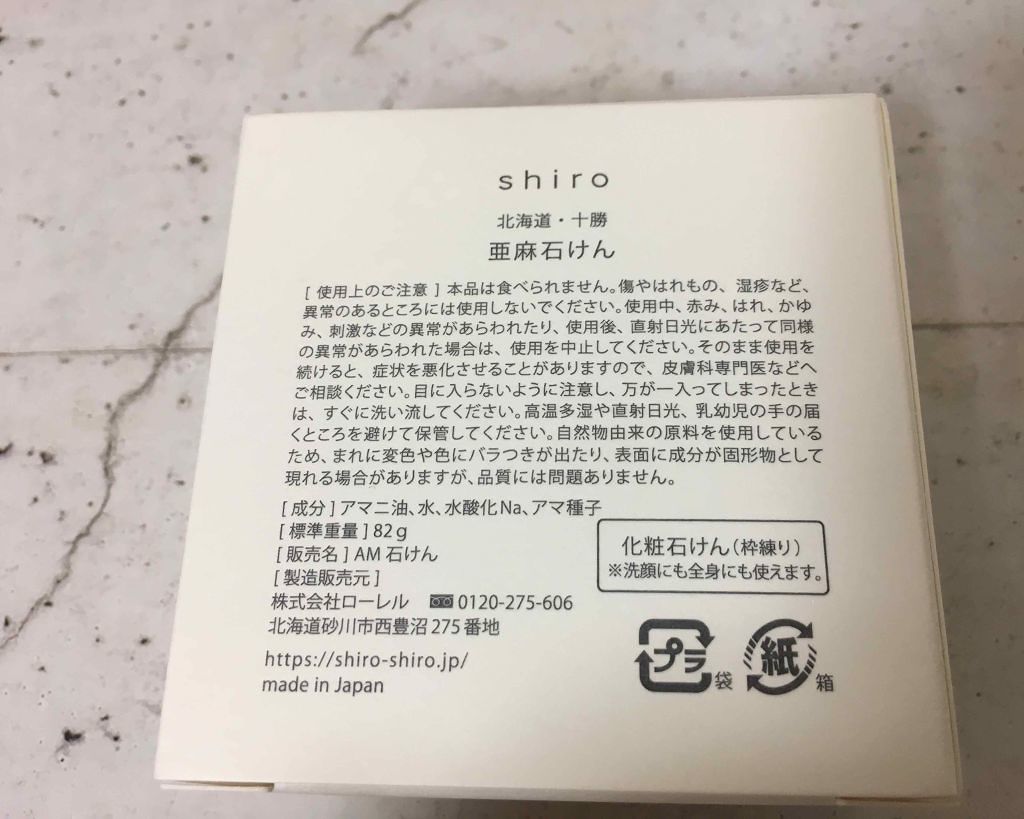 shiro
北海道・十勝
亜麻石けん
[ 使用上のご注意 ] 本品は食べられません。傷やはれもの、湿疹など、
異常のあるところには使用しないでください。使用中、赤み、はれ、かゆ
み、刺激などの異常があらわれたり、使用後、直射日光にあたって同様
の異常があらわれた場合は、使用を中止してください。そのまま使用を
続けると、症状を悪化させることがありますので、皮膚科専門医などへ
ご相談ください。目に入らないように注意し、万が一入ってしまったとき
は、すぐに洗い流してください。高温多湿や直射日光、乳幼児の手の届
くところを避けて保管してください。自然物由来の原料を使用している
ため、まれに変色や色にバラつきが出たり、表面に成分が固形物として
現れる場合がありますが、品質には問題ありません。
[ 成分 ] アマニ油、水、水酸化Na、アマ種子
[ 標準重量 ] 82g
[ 販売名 ] AM 石けん
[ 製造販売元 ]
株式会社ローレル 0120-275-606
北海道砂川市西豊沼 275 番地
https://shiro-shiro.jp/
made in Japan
化粧石けん（枠練り）
※洗顔にも全身にも使えます。
プラ 袋
紙 箱